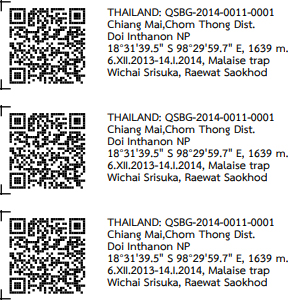 THAILAND: QSBG-2014-0011-0001
Chiang Mai,Chom Thong Dist.
Doi Inthanon NP
18°31'39.5" S 98°29'59.7" E, 1639 m.
6.XII.2013-14.I.2014, Malaise trap
Wichai Srisuka, Raewat Saokhod
THAILAND: QSBG-2014-0011-0001
Chiang Mai,Chom Thong Dist.
Doi Inthanon NP
18°31'39.5" S 98°29'59.7" E, 1639 m.
6.XII.2013-14.I.2014, Malaise trap
Wichai Srisuka, Raewat Saokhod
THAILAND: QSBG-2014-0011-0001
Chiang Mai,Chom Thong Dist.
Doi Inthanon NP
18°31'39.5" S 98°29'59.7" E, 1639 m.
6.XII.2013-14.I.2014, Malaise trap
Wichai Srisuka, Raewat Saokhod